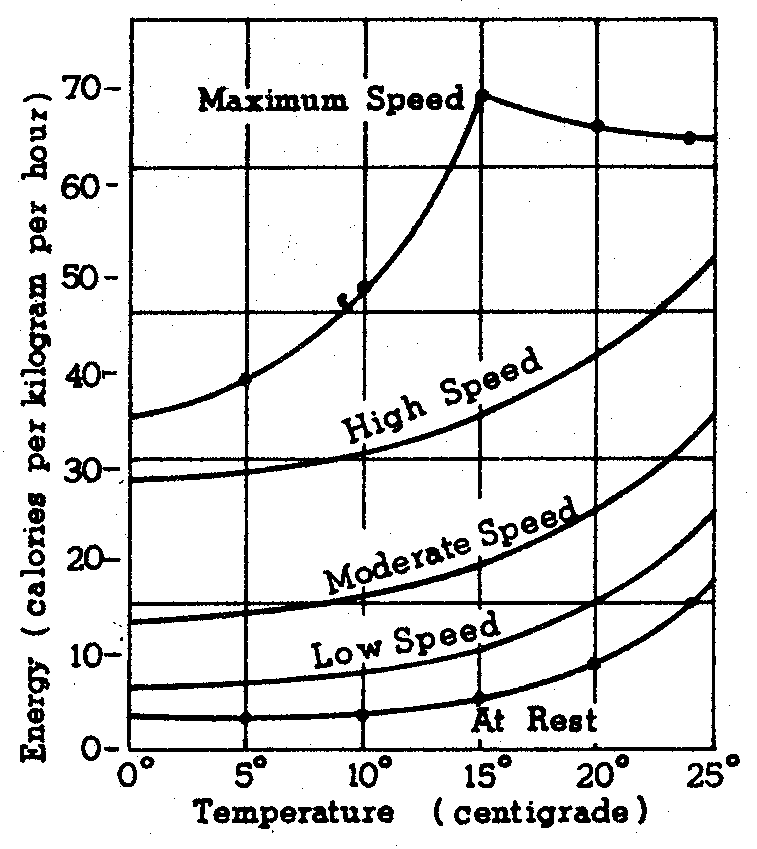 Energy (calories per kilogram per hour)
70
60
50
40
30
20
10
0
Maximum Speed
High Speed
Moderate Speed
Low Speed
At Rest
0° 5° 10° 15° 20° 25°
Temperature (centigrade)